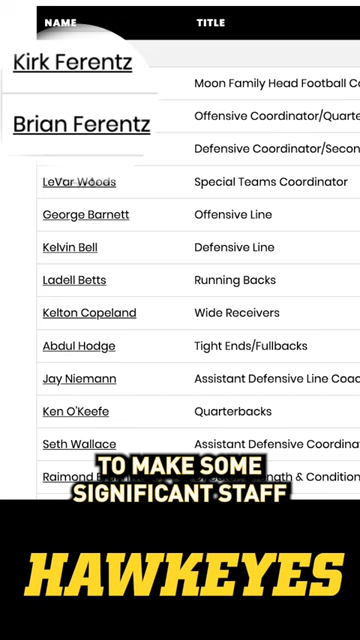 NAME TITLE
Kirk Ferentz Moon Family Head Football
Brian Ferentz Offensive Coordinator/Quarte
Defensive Coordinator/Secon
LeVar Woods Special Teams Coordinator
George Barnett Offensive Line
Kelvin Bell Defensive Line
Ladell Betts Running Backs
Kelton Copeland Wide Receivers
Abdul Hodge Tight Ends/Fullbacks
Jay Niemann Assistant Defensive Line Coac
Ken O'Keefe Quarterbacks
Seth Wallace Assistant Defensive Coordina
Raimond & Condition
TO MAKE SOME
SIGNIFICANT STAFF
HAWKEYES